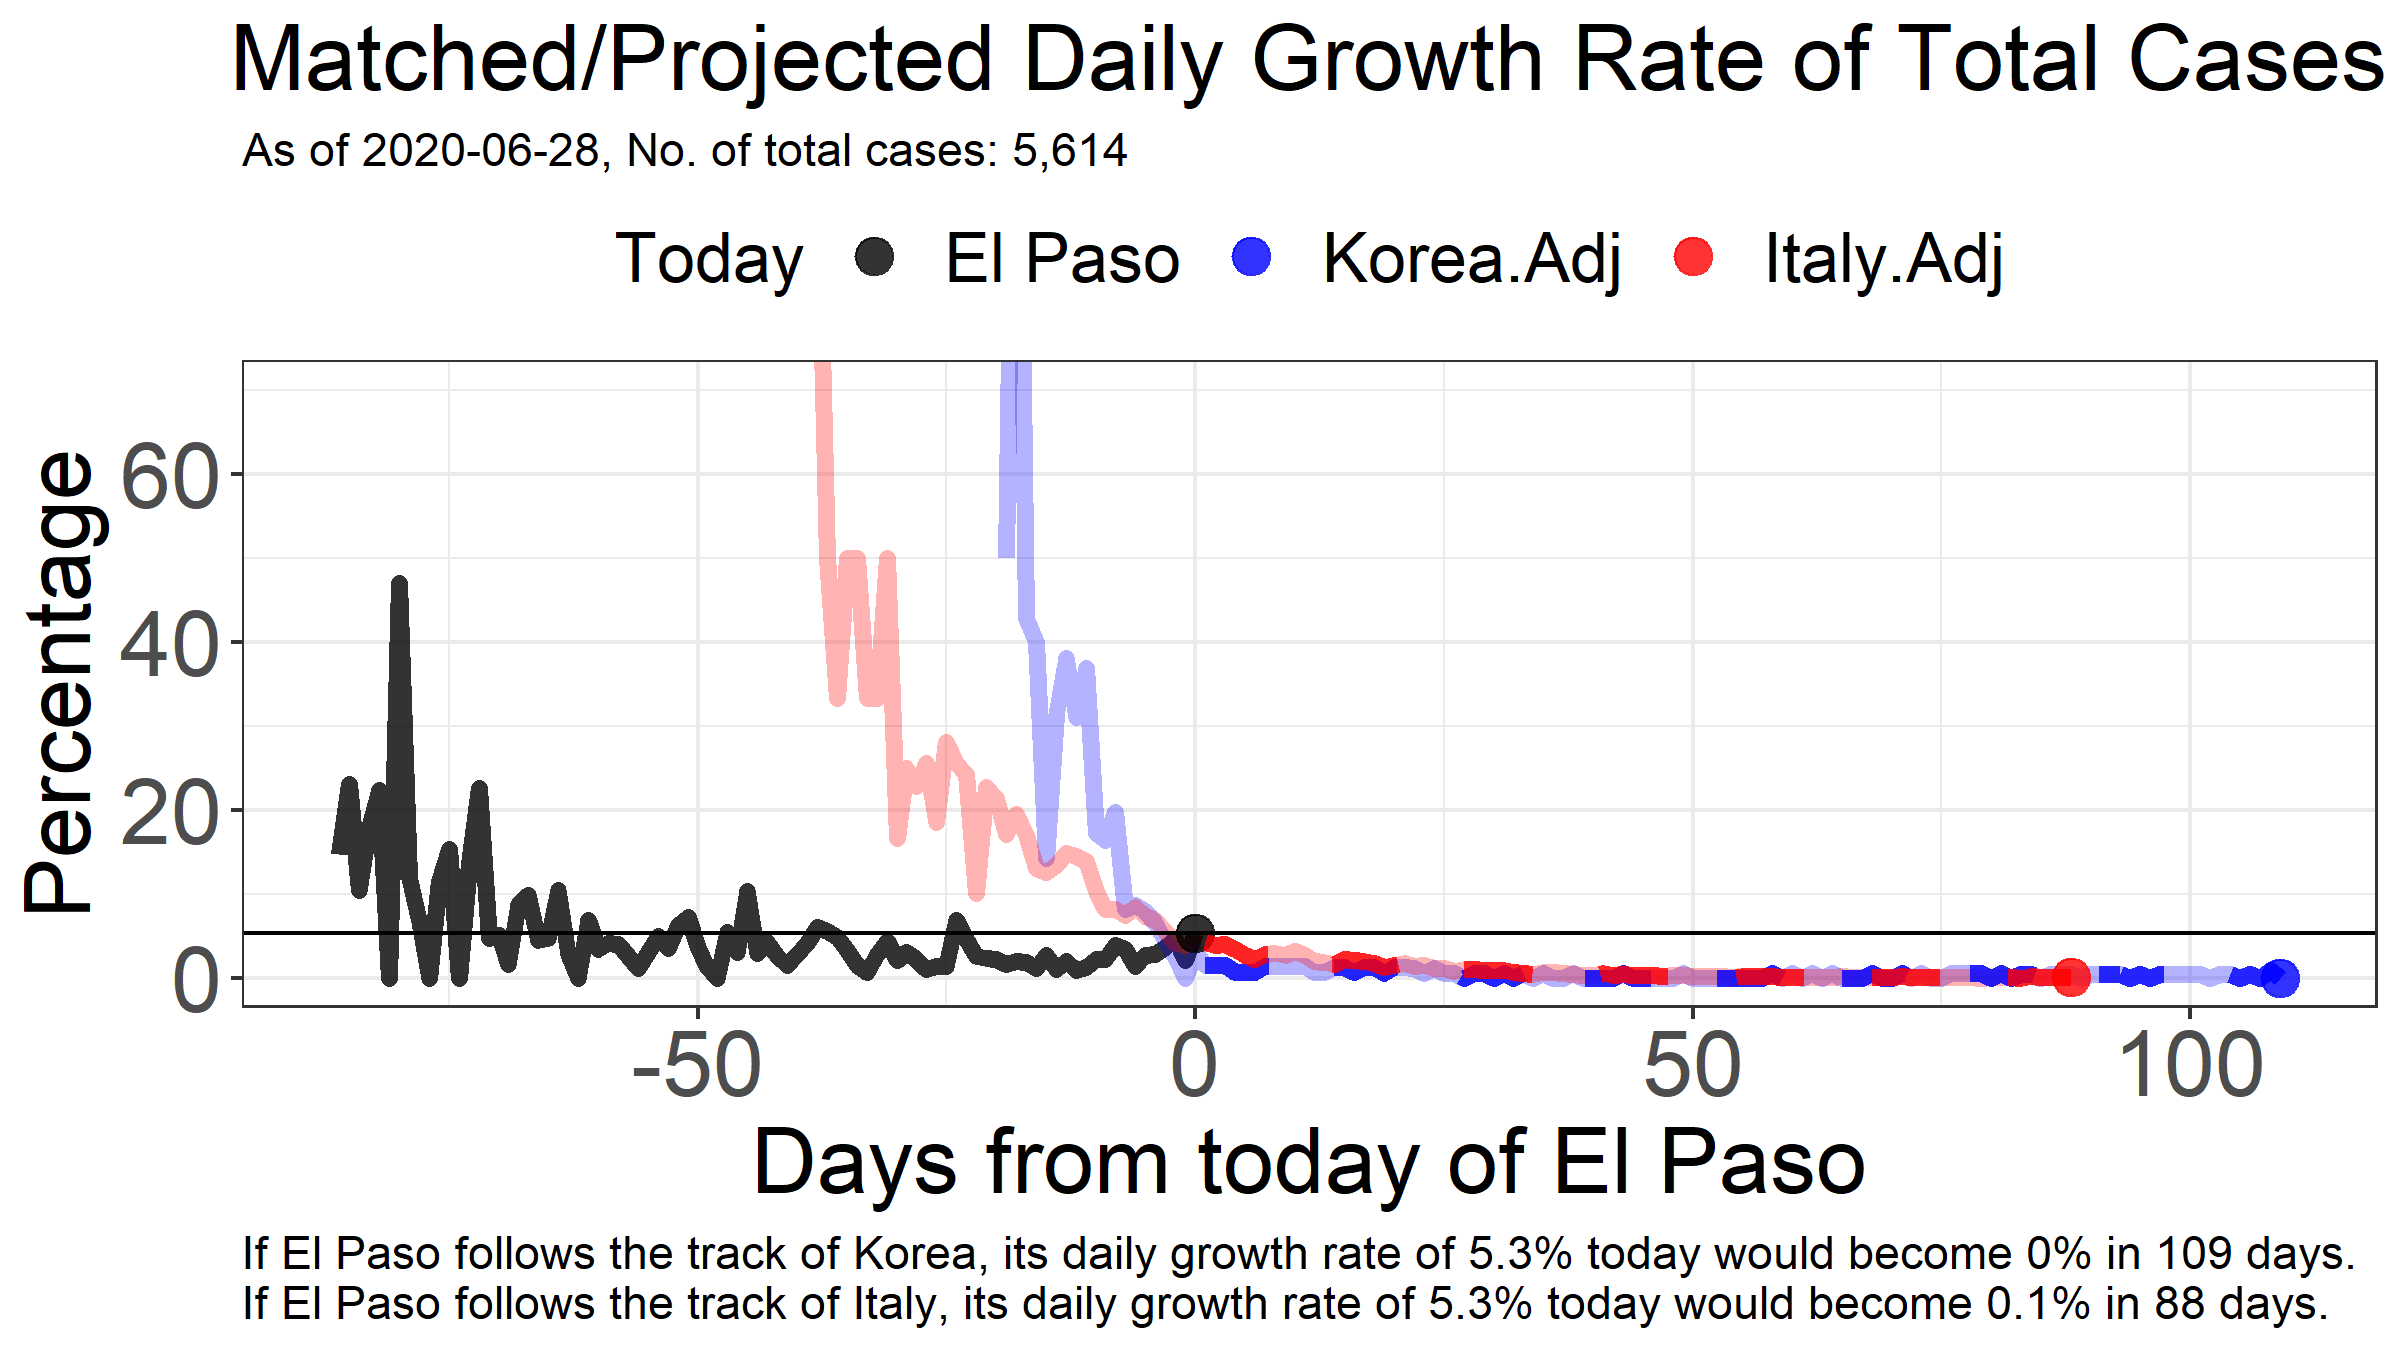 Matched/Projected Daily Growth Rate of Total Cases
As of 2020-06-28, No. of total cases: 5,614
Today El Paso Korea.Adj Italy.Adj
Percentage
60
40
20
0
-50 0 50 100
Days from today of El Paso
If El Paso follows the track of Korea, its daily growth rate of 5.3% today would become 0% in 109 days.
If El Paso follows the track of Italy, its daily growth rate of 5.3% today would become 0.1% in 88 days.